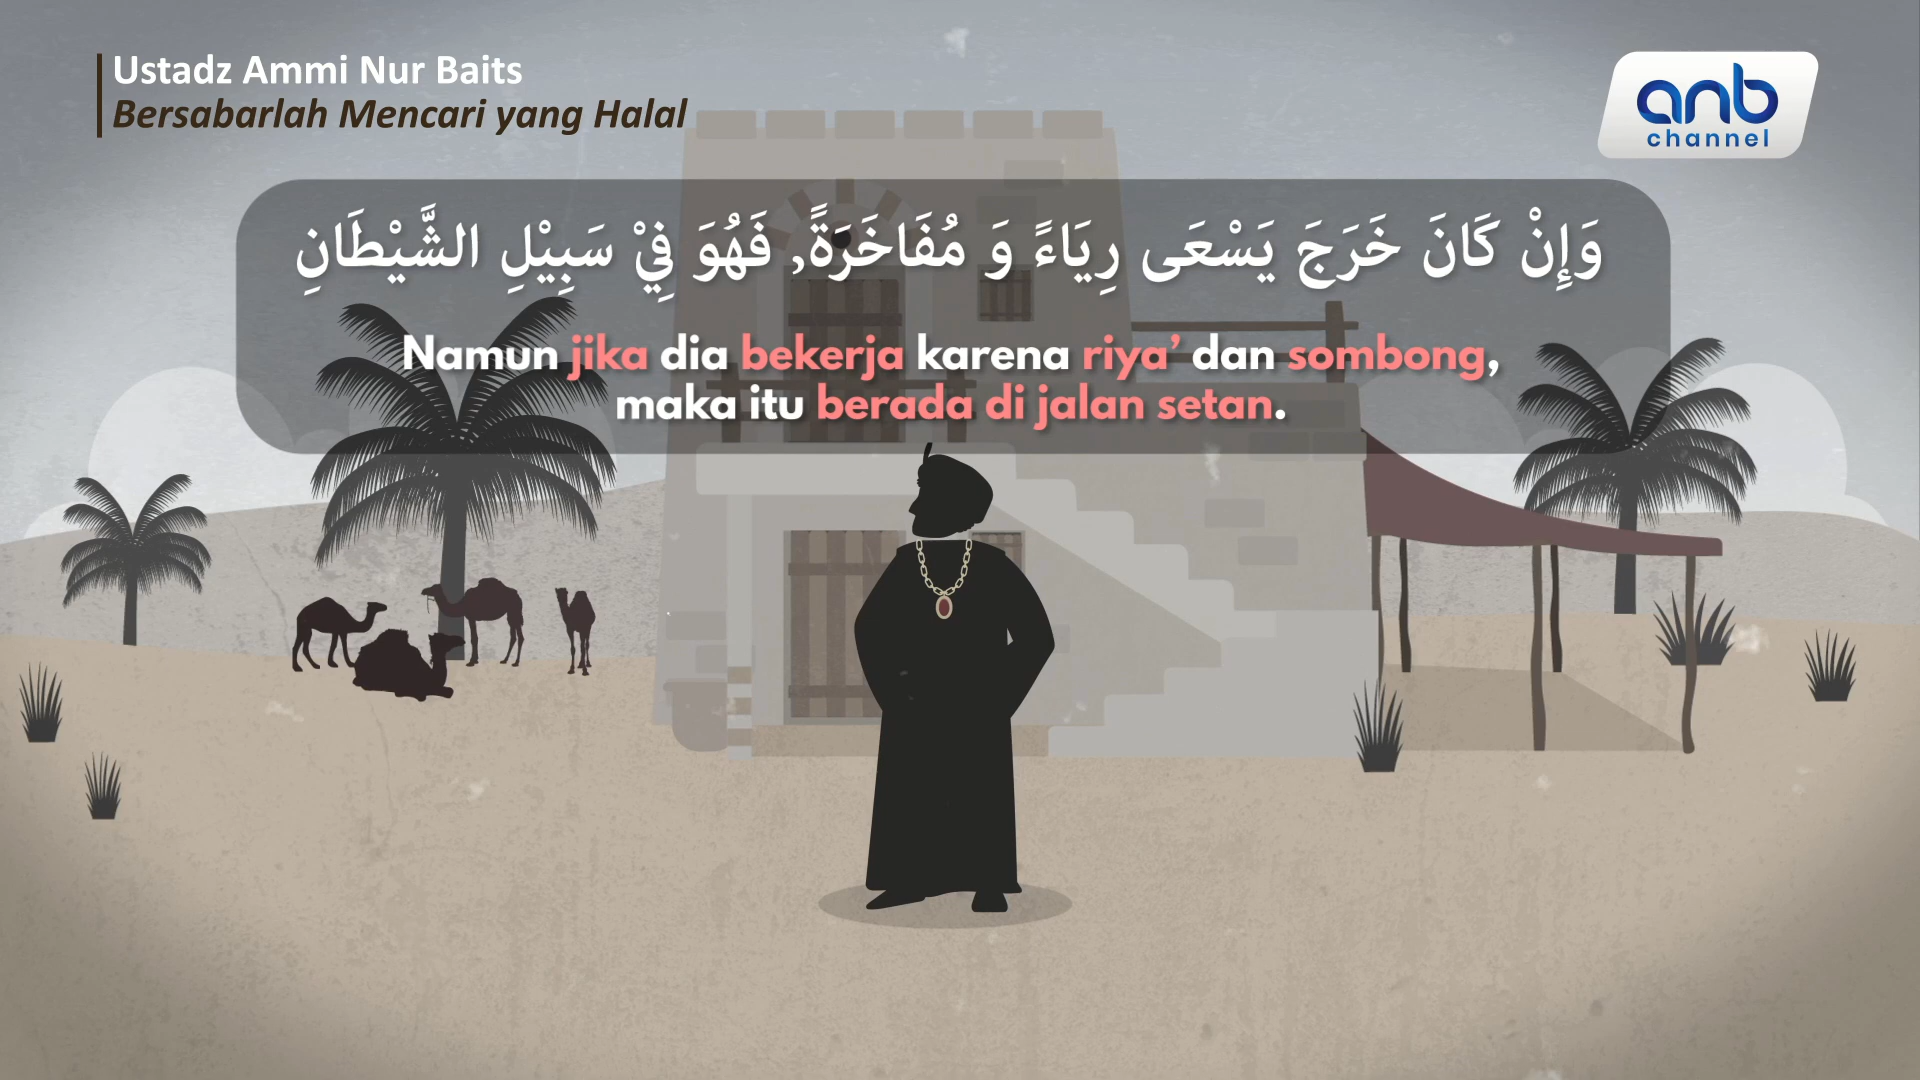 Ustadz Ammi Nur Baits
Bersabarlah Mencari yang Halal
anb
channel
وَإِنْ كَانَ خَرَجَ يَسْعَى رِيَاءً وَ مُفَاخَرَةً, فَهُوَ فِيْ سَبِيْلِ الشَّيْطَانِ
Namun jika dia bekerja karena riya’ dan sombong,
maka itu berada di jalan setan.